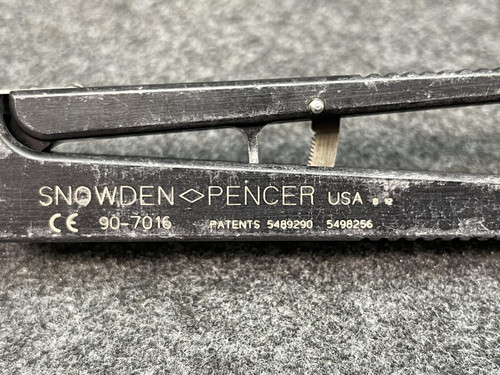 SNOWDEN◇PENCER USA
CE 90-7016 PATENTS 5489290 5498256